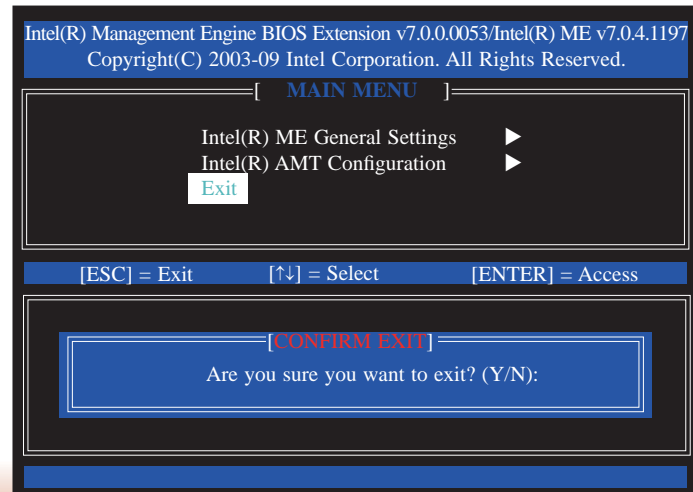 Intel(R) Management Engine BIOS Extension v7.0.0.0053/Intel(R) ME v7.0.4.1197
Copyright(C) 2003-09 Intel Corporation. All Rights Reserved.
[ MAIN MENU ]
Intel(R) ME General Settings ▶
Intel(R) AMT Configuration ▶
Exit
[ESC] = Exit [↑↓] = Select [ENTER] = Access
[CONFIRM EXIT]
Are you sure you want to exit? (Y/N):